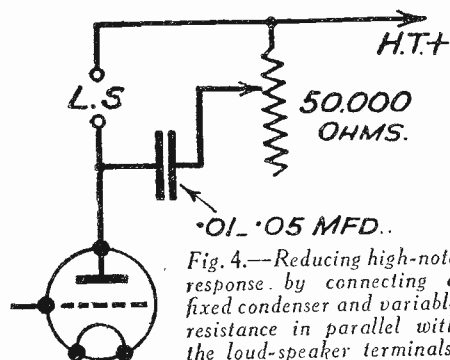 H.T.+
L.S
50.000
OHMS.
.01_.05 MFD..
Fig. 4.—Reducing high-note
response. by connecting a
fixed condenser and variable
resistance in parallel with
the loud-speaker terminals.